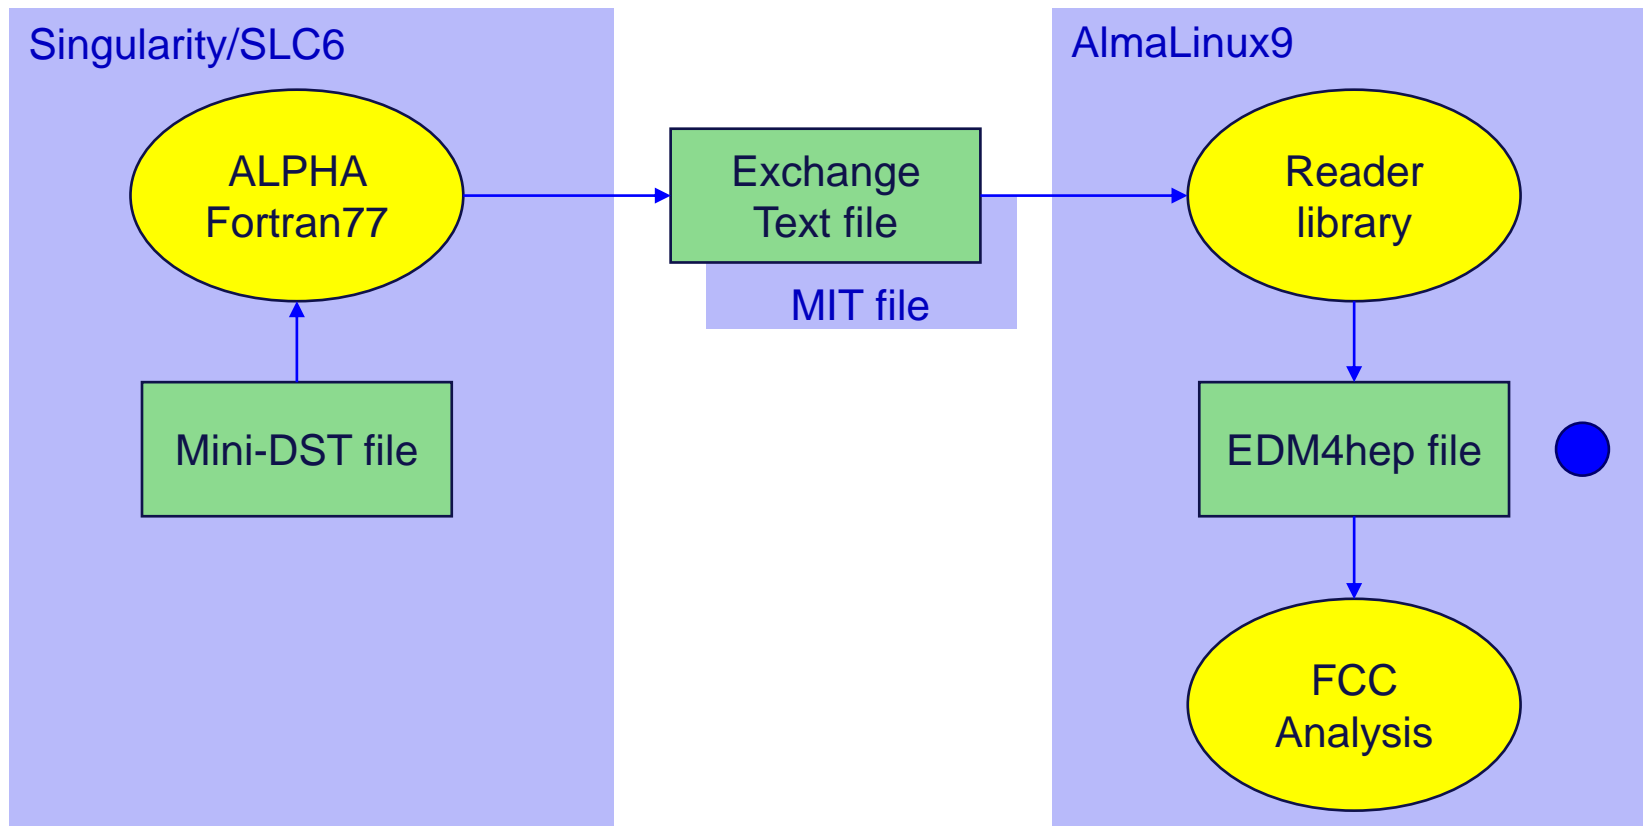 Singularity/SLC6
ALPHA
Fortran77
Mini-DST file
Exchange
Text file
MIT file
AlmaLinux9
Reader
library
EDM4hep file
FCC
Analysis